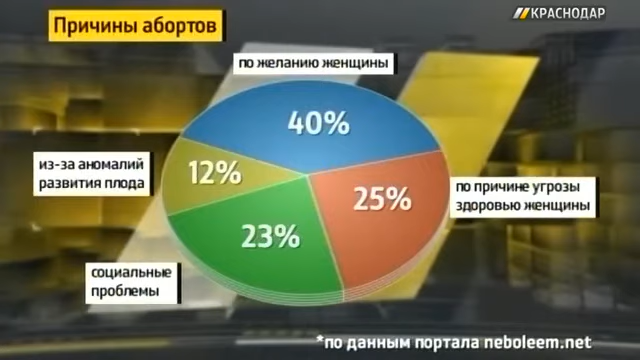 КРАСНОДАР
Причины абортов
по желанию женщины
40%
из-за аномалий
развития плода
12%
25%
по причине угрозы
здоровью женщины
23%
социальные
проблемы
*по данным портала neboleem.net